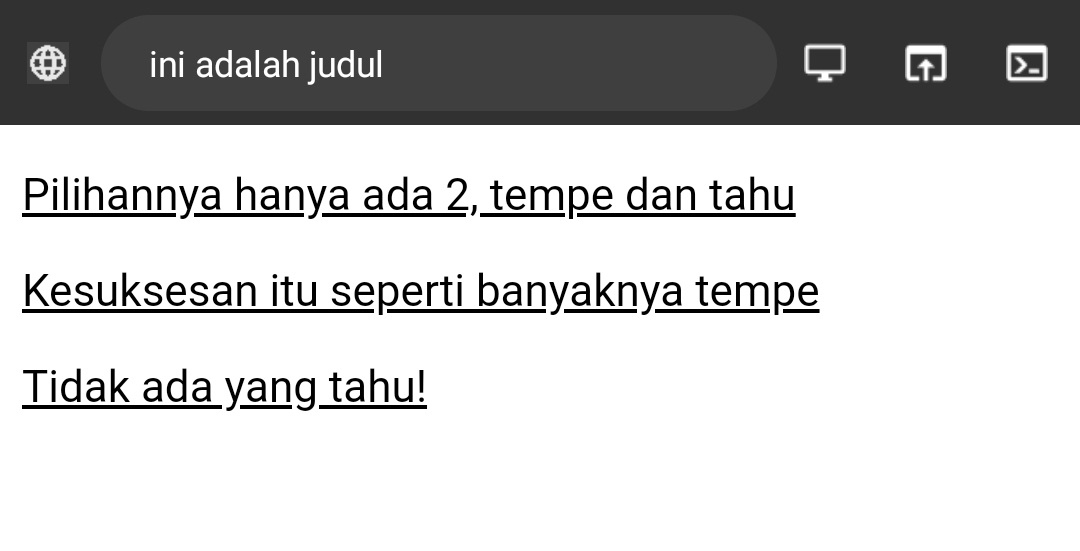 ini adalah judul
Pilihannya hanya ada 2, tempe dan tahu
Kesuksesan itu seperti banyaknya tempe
Tidak ada yang tahu!